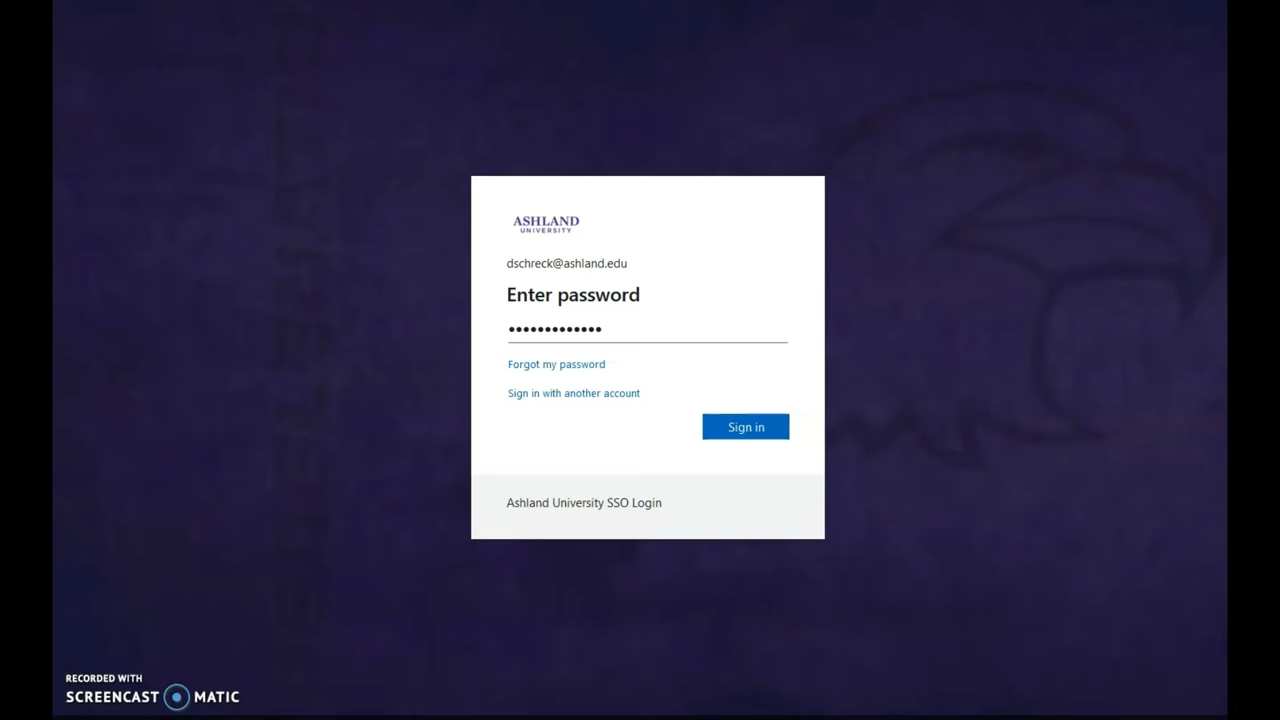 ASHLAND
UNIVERSITY
dschreck@ashland.edu
Enter password
•••••••••••••
Forgot my password
Sign in with another account
Sign in
Ashland University SSO Login
RECORDED WITH
SCREENCAST MATIC